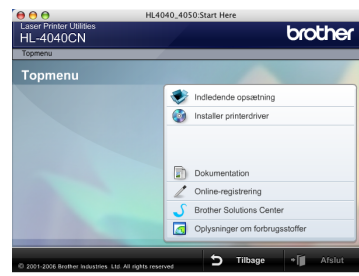 HL4040_4050:Start Here
Laser Printer Utilities
HL-4040CN
brother
Topmenu
Topmenu
Indledende opsætning
Installer printerdriver
Dokumentation
Online-registrering
Brother Solutions Center
Oplysninger om forbrugsstoffer
© 2001-2006 Brother Industries Ltd. All rights reserved
Tilbage
Afslut